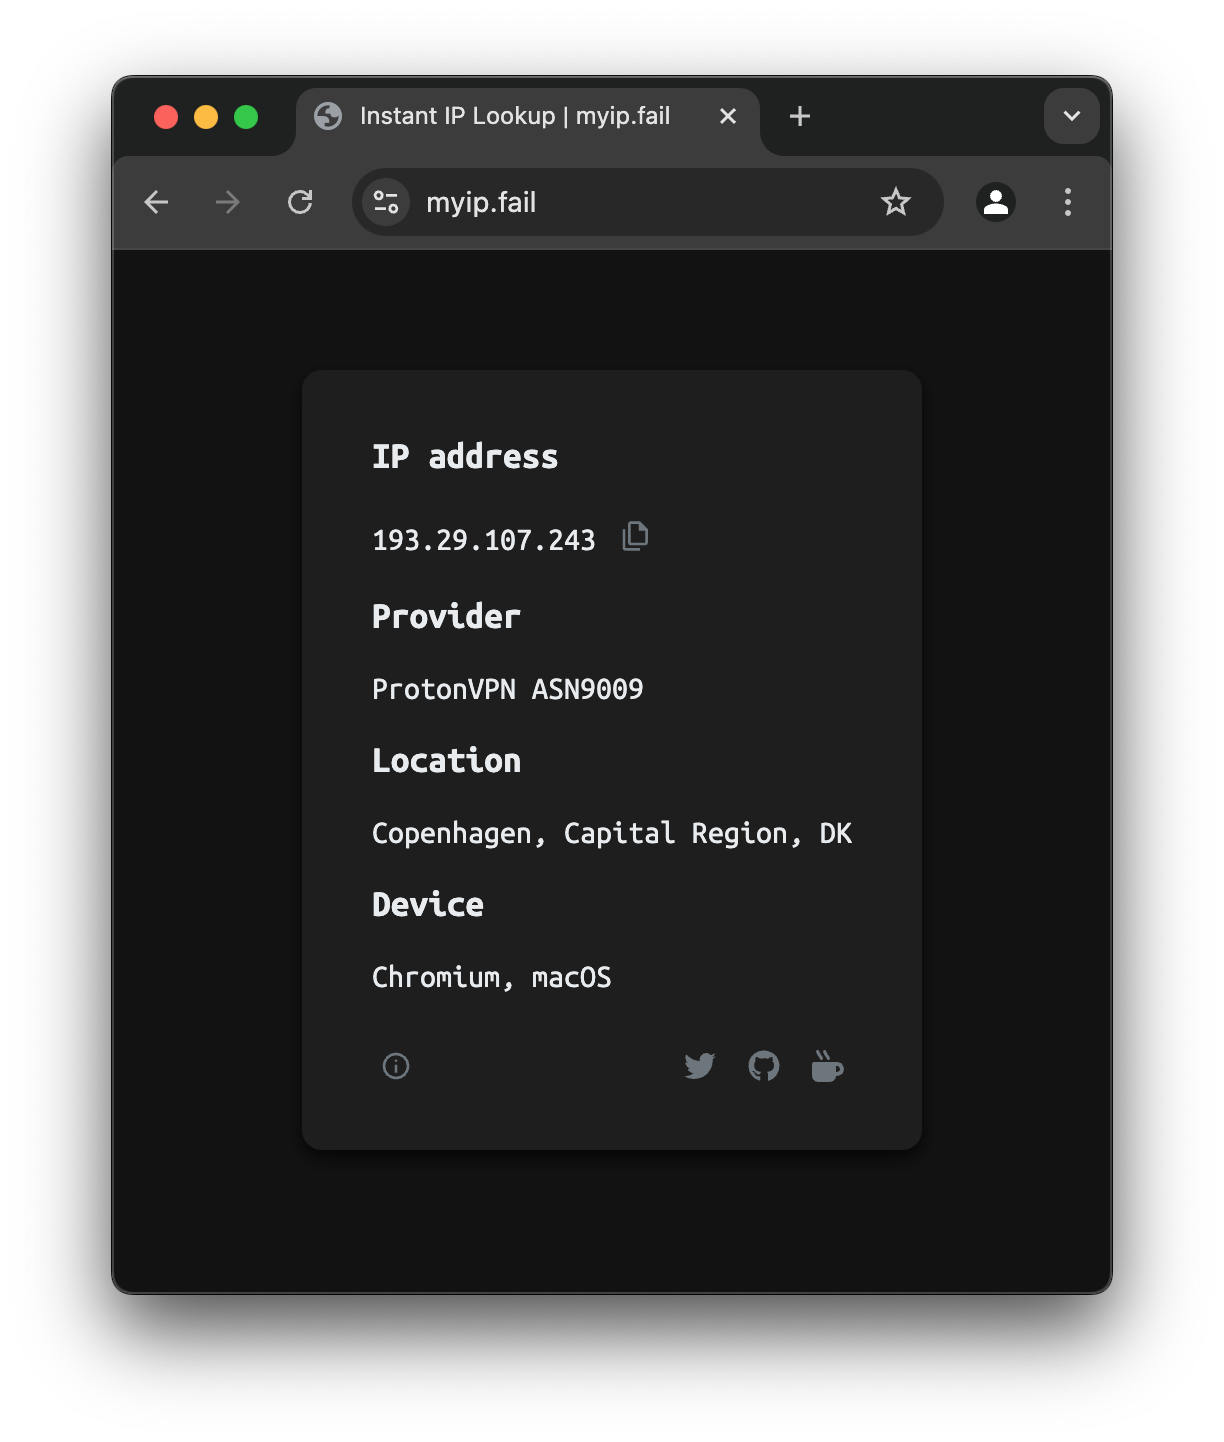 Instant IP Lookup | myip.fail
myip.fail
IP address
193.29.107.243
Provider
ProtonVPN ASN9009
Location
Copenhagen, Capital Region, DK
Device
Chromium, macOS